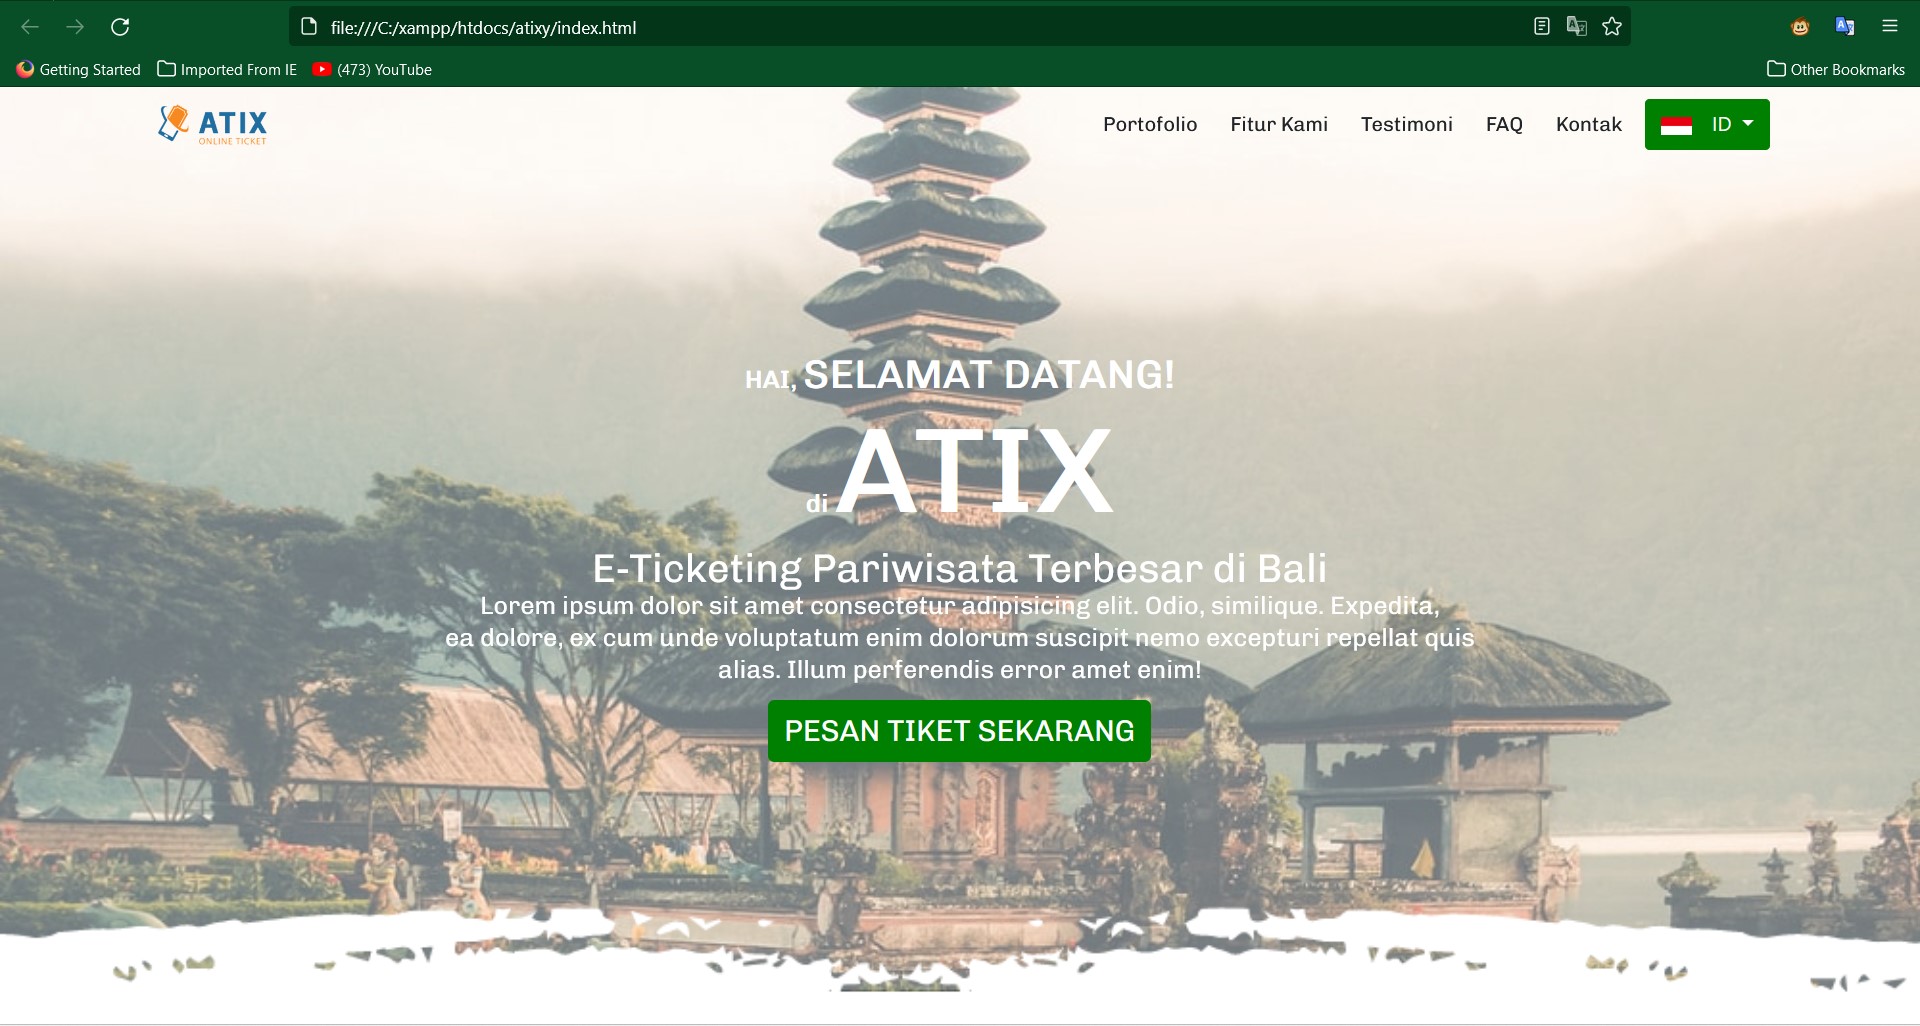 file:///C:/xampp/htdocs/atixy/index.html
Getting Started Imported From IE (473) YouTube Other Bookmarks
ATIX
ONLINE TICKET
Portofolio Fitur Kami Testimoni FAQ Kontak ID
HAI, SELAMAT DATANG!
di ATIX
E-Ticketing Pariwisata Terbesar di Bali
Lorem ipsum dolor sit amet consectetur adipisicing elit. Odio, similique. Expedita,
ea dolore, ex cum unde voluptatum enim dolorum suscipit nemo excepturi repellat quis
alias. Illum perferendis error amet enim!
PESAN TIKET SEKARANG